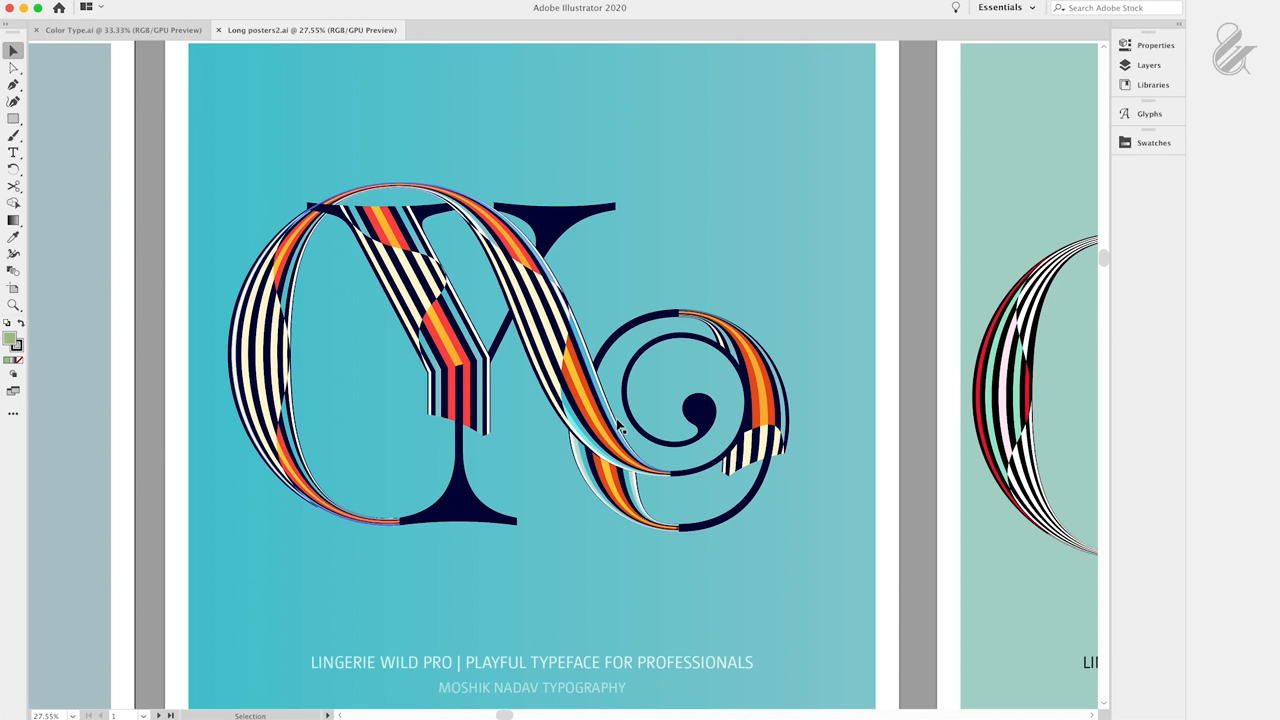 Adobe Illustrator 2020
Essentials
Search Adobe Stock
Color Type.ai @ 33.33% (RGB/GPU Preview)
Long posters2.ai @ 27.55% (RGB/GPU Preview)
Properties
Layers
Libraries
Glyphs
Swatches
LINGERIE WILD PRO | PLAYFUL TYPEFACE FOR PROFESSIONALS
MOSHIK NADAV TYPOGRAPHY
LI
27.55%
1
Selection